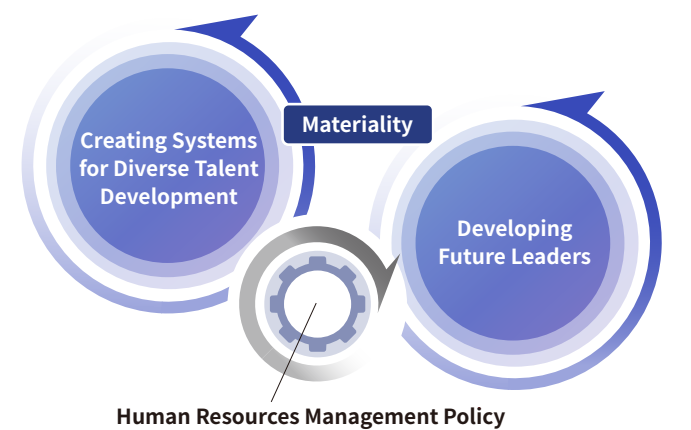 Creating Systems
for Diverse Talent
Development
Materiality
Developing
Future Leaders
Human Resources Management Policy